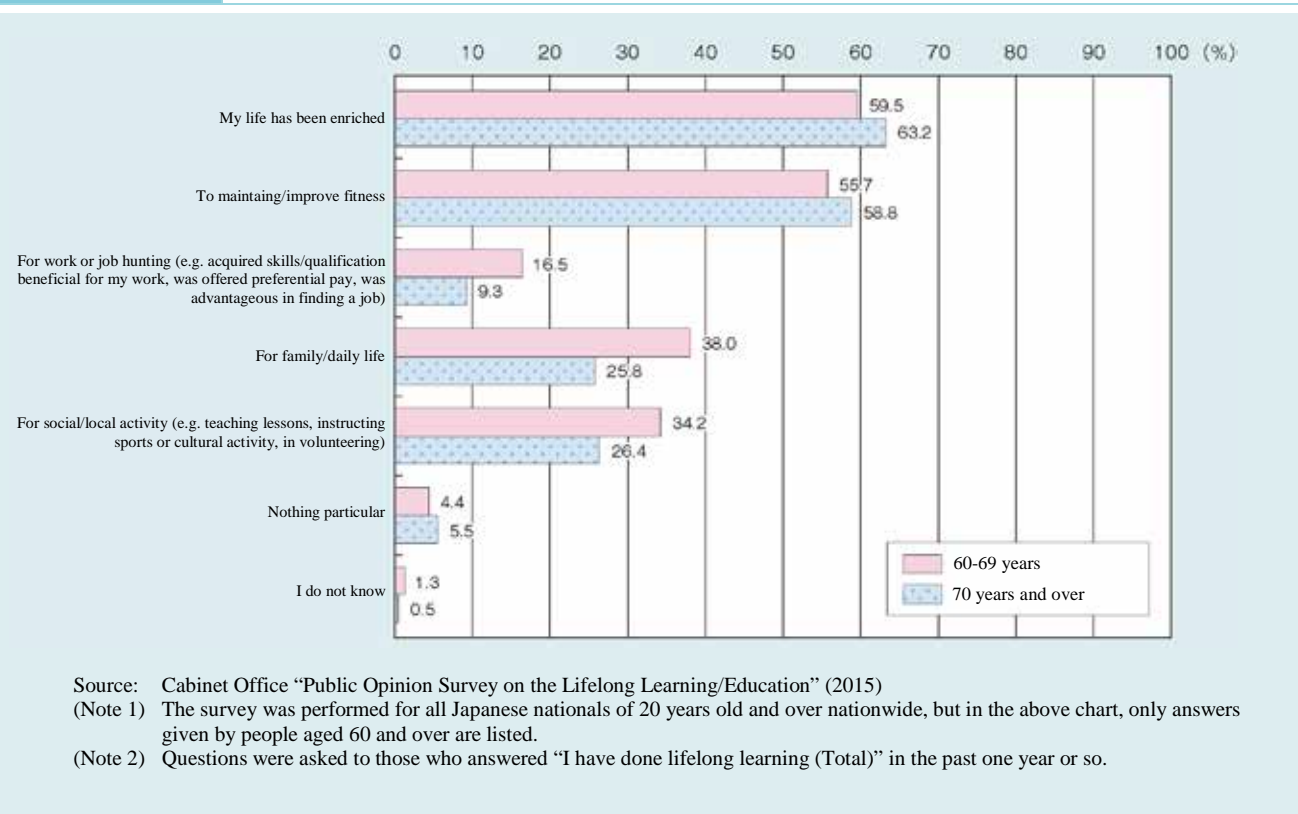 0 10 20 30 40 50 60 70 80 90 100 (%)
My life has been enriched
59.5
63.2
To maintaing/improve fitness
55.7
58.8
For work or job hunting (e.g. acquired skills/qualification
beneficial for my work, was offered preferential pay, was
advantageous in finding a job)
16.5
9.3
For family/daily life
38.0
25.8
For social/local activity (e.g. teaching lessons, instructing
sports or cultural activity, in volunteering)
34.2
26.4
Nothing particular
4.4
5.5
I do not know
1.3
0.5
60-69 years
70 years and over
Source: Cabinet Office “Public Opinion Survey on the Lifelong Learning/Education” (2015)
(Note 1) The survey was performed for all Japanese nationals of 20 years old and over nationwide, but in the above chart, only answers
given by people aged 60 and over are listed.
(Note 2) Questions were asked to those who answered “I have done lifelong learning (Total)” in the past one year or so.